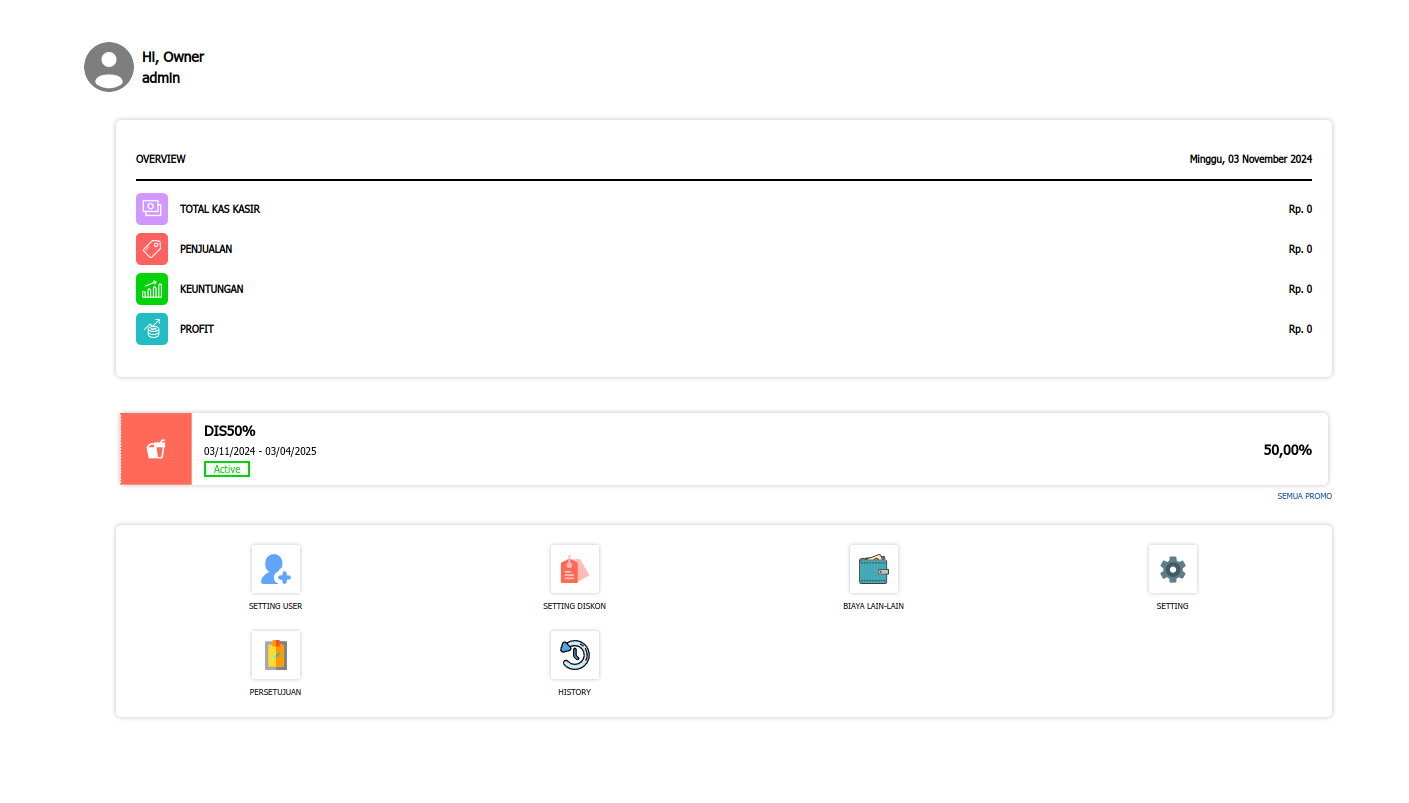 Hi, Owner
admin
OVERVIEW
Minggu, 03 November 2024
TOTAL KAS KASIR
Rp. 0
PENJUALAN
Rp. 0
KEUNTUNGAN
Rp. 0
PROFIT
Rp. 0
DIS50%
03/11/2024 - 03/04/2025
Active
50,00%
SEMUA PROMO
SETTING USER
SETTING DISKON
BIAYA LAIN-LAIN
SETTING
PERSETUJUAN
HISTORY